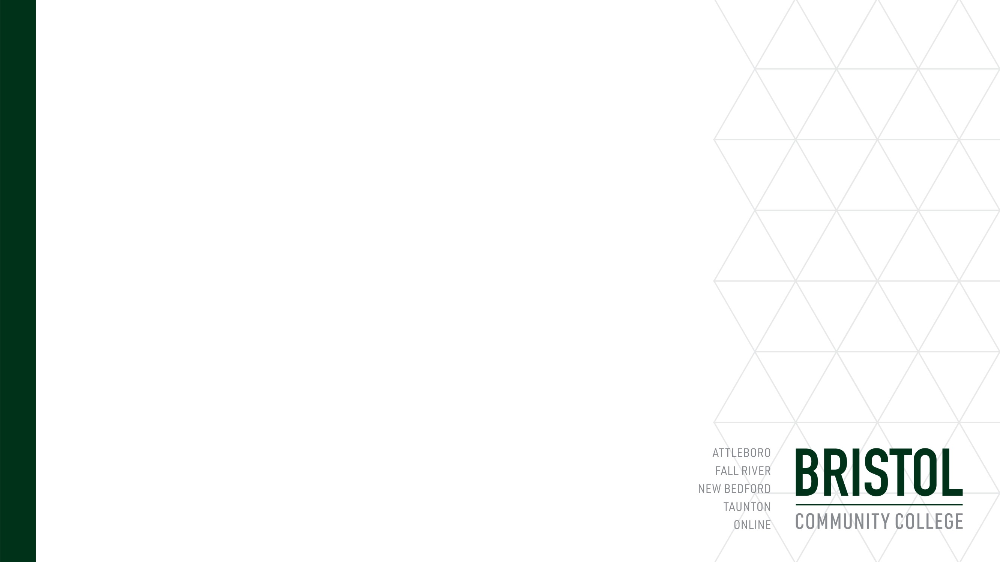 ATTLEBORO
FALL RIVER
NEW BEDFORD
TAUNTON
ONLINE
BRISTOL
COMMUNITY COLLEGE